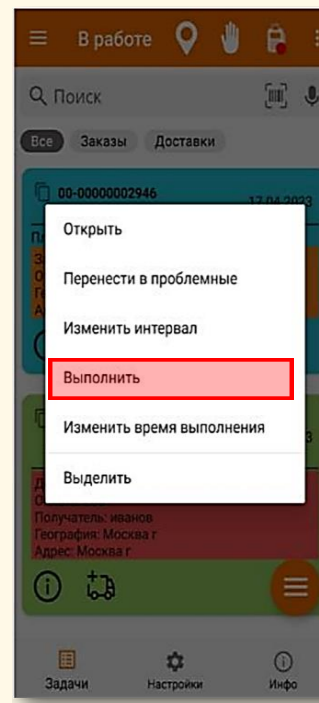 В работе
Поиск
Все Заказы Доставки
00-00000002946
17.04.2023
Открыть
Перенести в проблемные
Изменить интервал
Выполнить
Изменить время выполнения
Выделить
Получатель: иванов
География: Москва г
Адрес: Москва г
Задачи Настройки Инфо